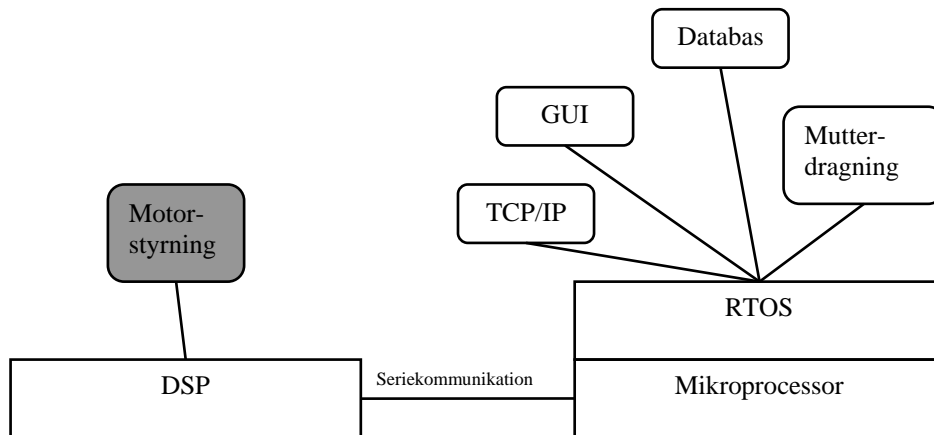 Databas
GUI
Mutter-
dragning
Motor-
styrning
TCP/IP
RTOS
DSP
Seriekommunikation
Mikroprocessor